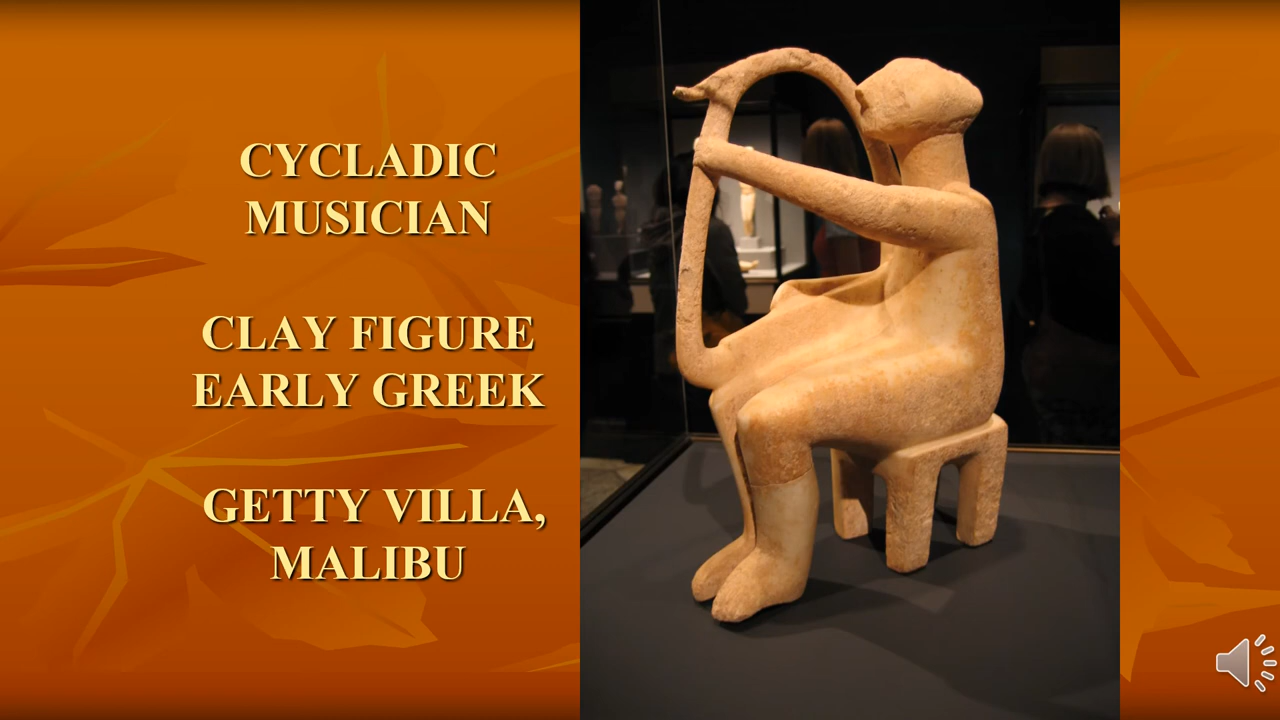 CYCLADIC
MUSICIAN
CLAY FIGURE
EARLY GREEK
GETTY VILLA,
MALIBU